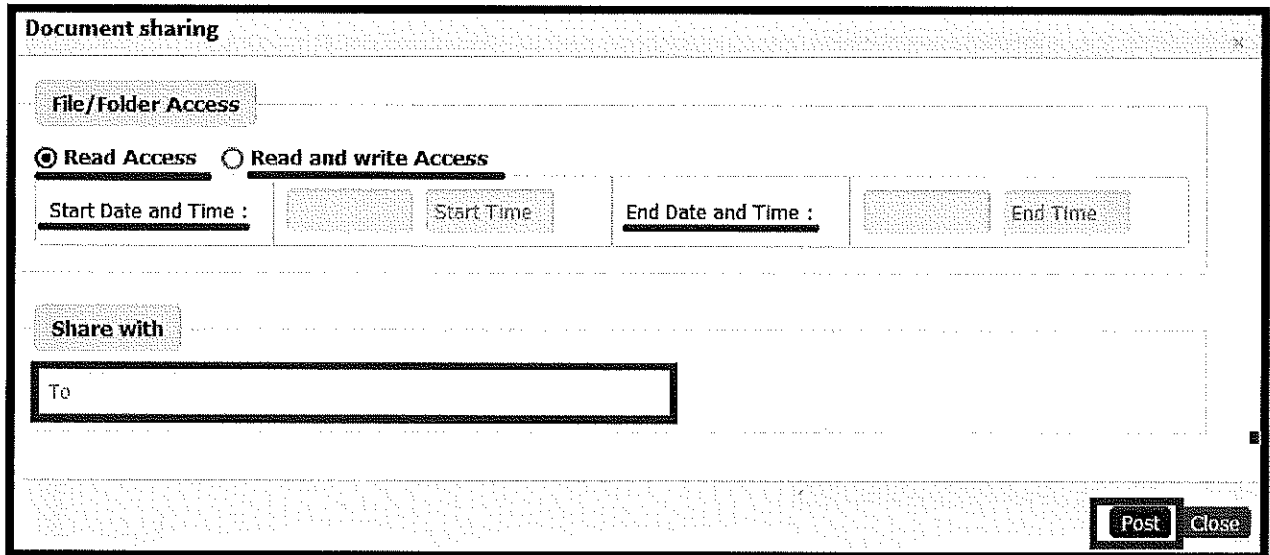 Document sharing
×
File/Folder Access
Read Access Read and write Access
Start Date and Time : Start Time End Date and Time : End Time
Share with
To
Post Close